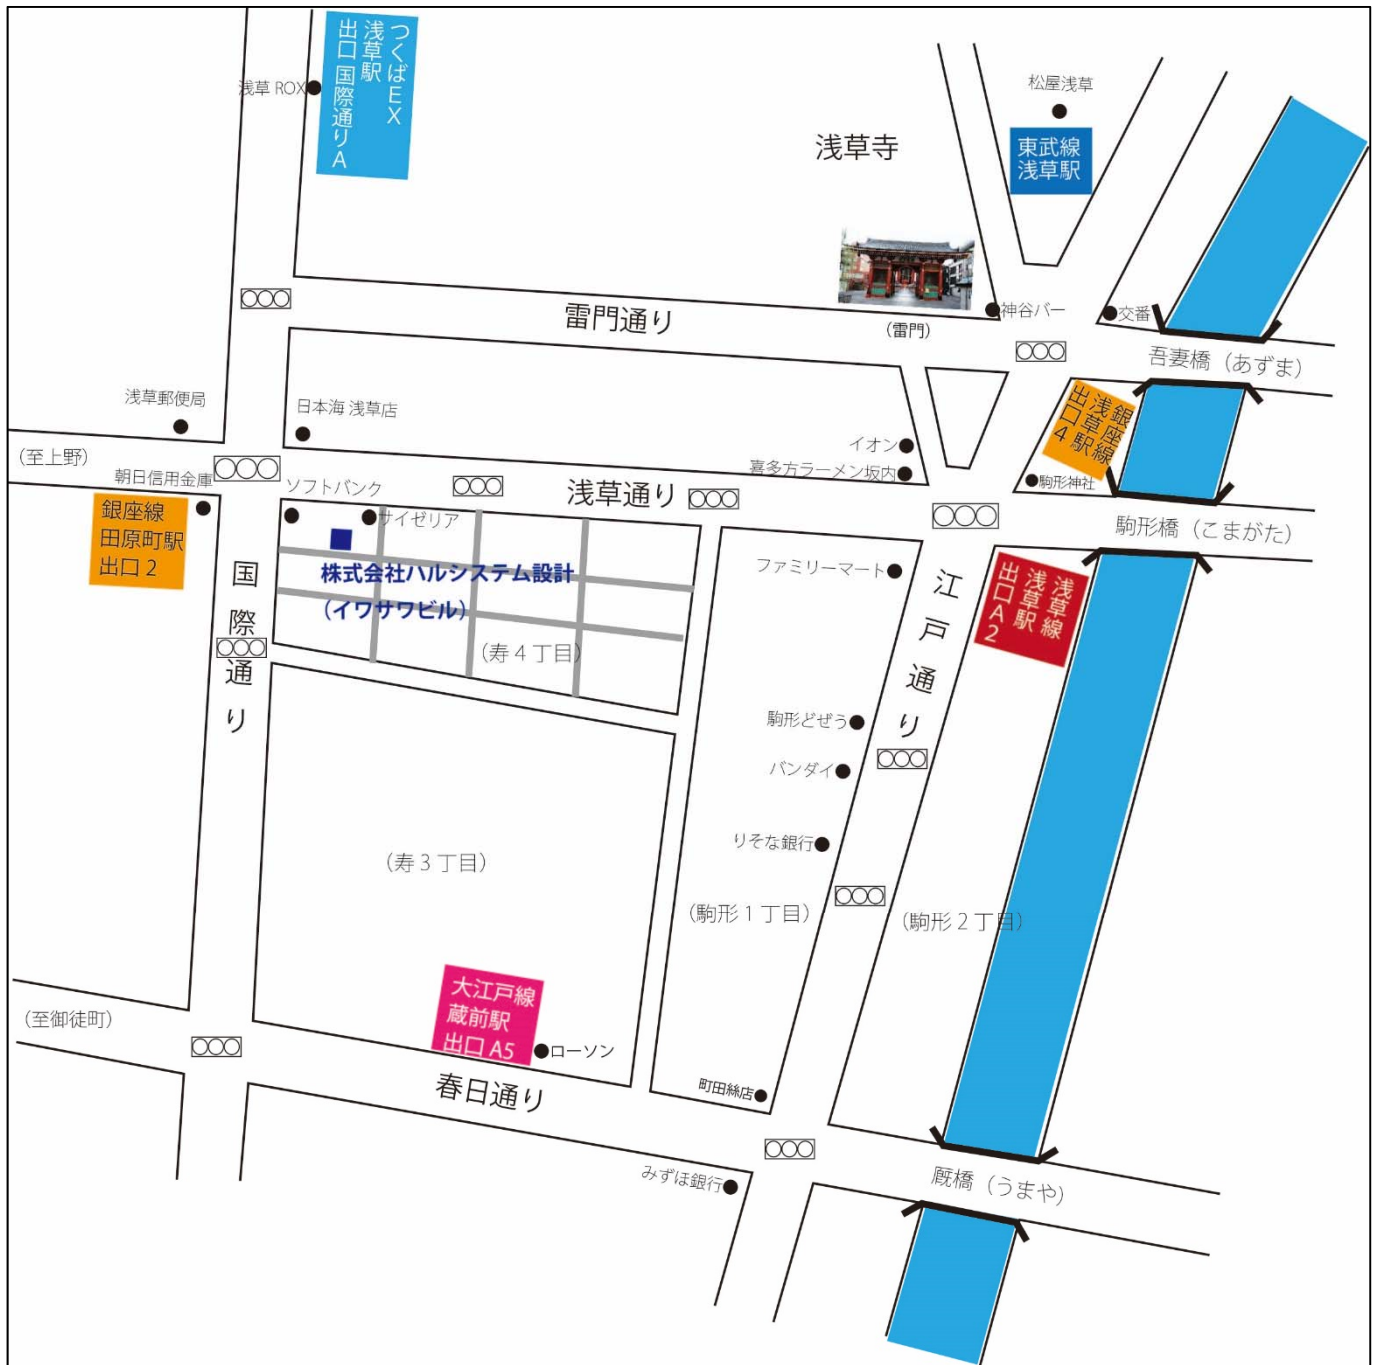 つくばEX
浅草駅
出口 国際通りA
浅草 ROX
松屋浅草
東武線
浅草駅
浅草寺
雷門通り
(雷門)
神谷バー
交番
吾妻橋（あずま）
浅草郵便局
日本海 浅草店
イオン
喜多方ラーメン坂内
銀座線
浅草駅
出口4
駒形神社
（至上野）
朝日信用金庫
ソフトバンク
サイゼリア
浅草通り
駒形橋（こまがた）
銀座線
田原町駅
出口 2
国際通り
株式会社ハルシステム設計
（イワサワビル）
（寿 4 丁目）
ファミリーマート
江戸通り
浅草線
浅草駅
出口A2
駒形どぜう
バンダイ
りそな銀行
（寿 3 丁目）
（駒形 1 丁目）
（駒形 2 丁目）
大江戸線
蔵前駅
出口 A5
ローソン
（至御徒町）
春日通り
町田絲店
みずほ銀行
厩橋（うまや）